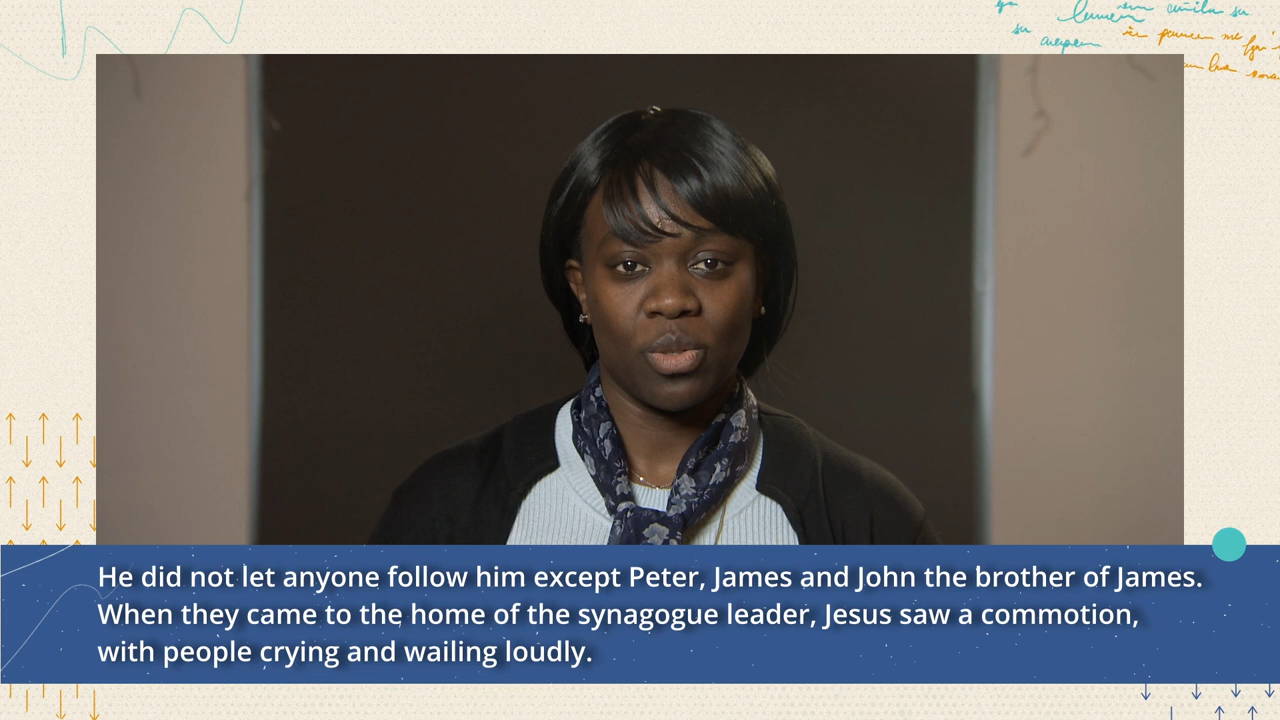 He did not let anyone follow him except Peter, James and John the brother of James.
When they came to the home of the synagogue leader, Jesus saw a commotion,
with people crying and wailing loudly.